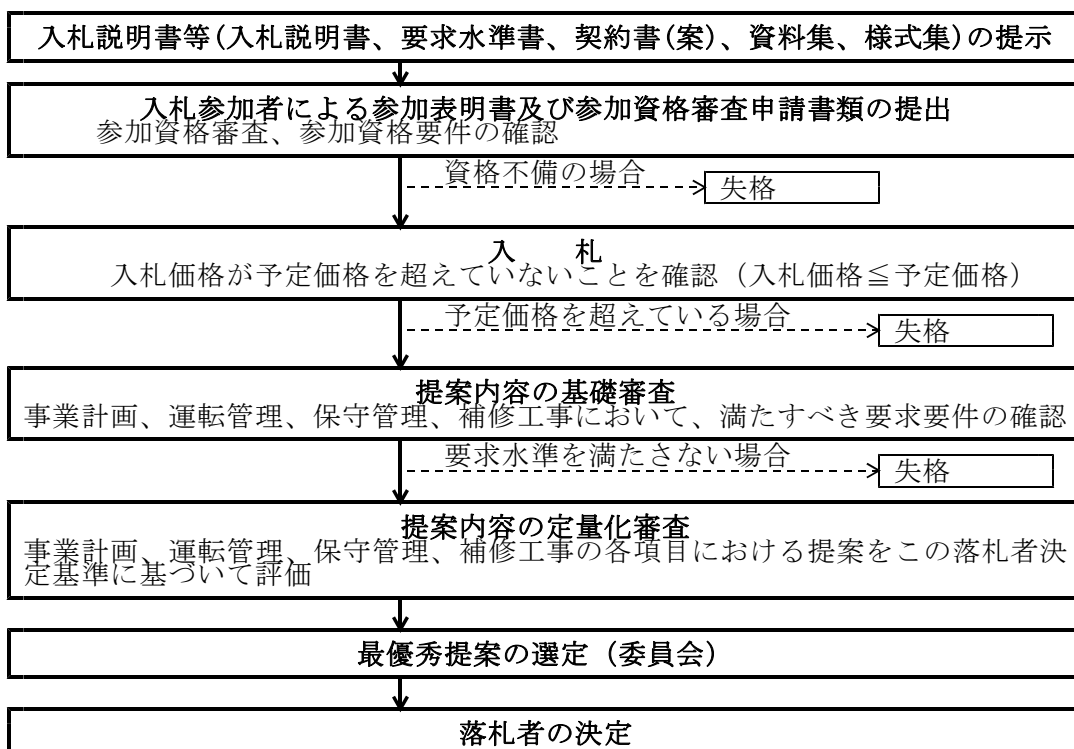 入札説明書等(入札説明書、要求水準書、契約書(案)、資料集、様式集)の提示
入札参加者による参加表明書及び参加資格審査申請書類の提出
参加資格審査、参加資格要件の確認
資格不備の場合
失格
入　　札
入札価格が予定価格を超えていないことを確認（入札価格≦予定価格）
予定価格を超えている場合
失格
提案内容の基礎審査
事業計画、運転管理、保守管理、補修工事において、満たすべき要求要件の確認
要求水準を満たさない場合
失格
提案内容の定量化審査
事業計画、運転管理、保守管理、補修工事の各項目における提案をこの落札者決
定基準に基づいて評価
最優秀提案の選定（委員会）
落札者の決定